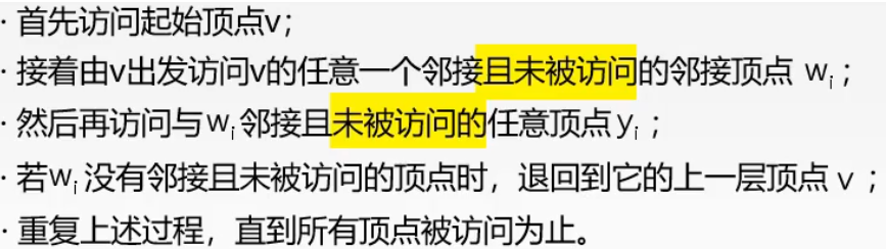 · 首先访问起始顶点v；
· 接着由v出发访问v的任意一个邻接且未被访问的邻接顶点 wᵢ；
· 然后再访问与wᵢ邻接且未被访问的任意顶点yᵢ；
· 若wᵢ没有邻接且未被访问的顶点时，退回到它的上一层顶点v；
· 重复上述过程，直到所有顶点被访问为止。